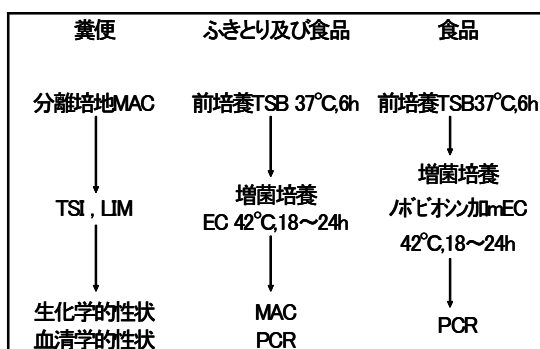 糞便
分離培地MAC
TSI , LIM
生化学的性状
血清学的性状
ふきとり及び食品
前培養TSB 37℃,6h
増菌培養
EC 42℃,18〜24h
MAC
PCR
食品
前培養TSB37℃,6h
増菌培養
ﾉﾎﾞﾋﾞｵｼﾝ加mEC
42℃,18〜24h
PCR